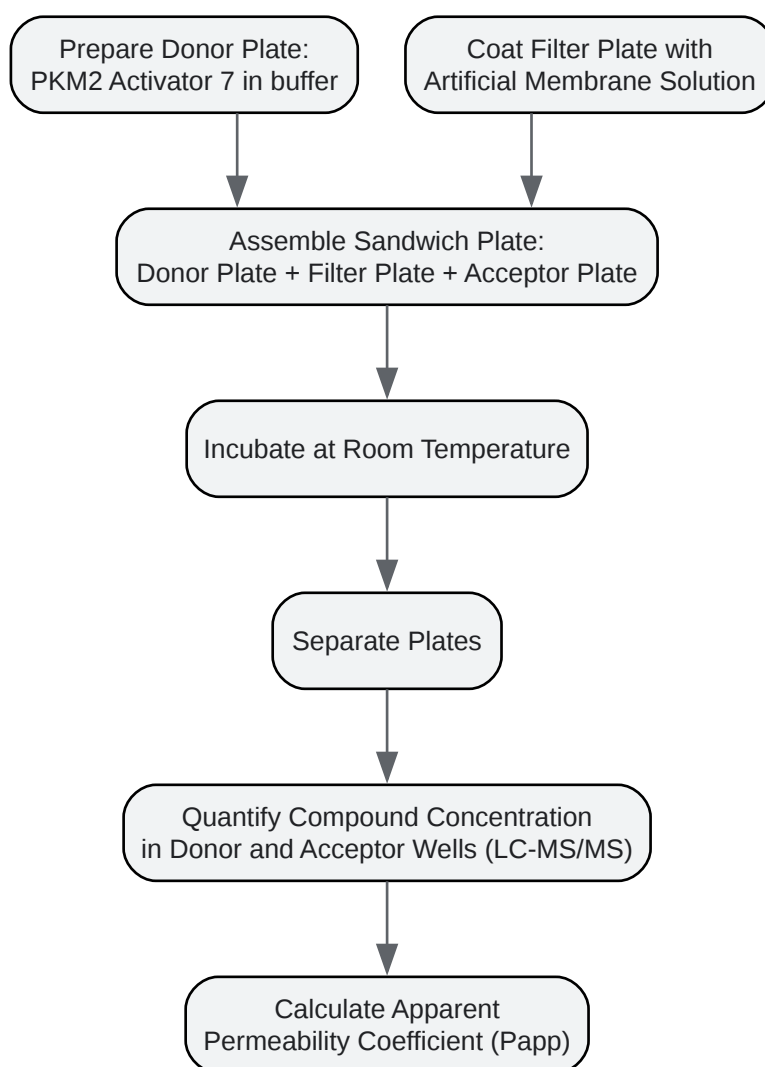 Prepare Donor Plate:
PKM2 Activator 7 in buffer
Coat Filter Plate with
Artificial Membrane Solution
Assemble Sandwich Plate:
Donor Plate + Filter Plate + Acceptor Plate
Incubate at Room Temperature
Separate Plates
Quantify Compound Concentration
in Donor and Acceptor Wells (LC-MS/MS)
Calculate Apparent
Permeability Coefficient (Papp)